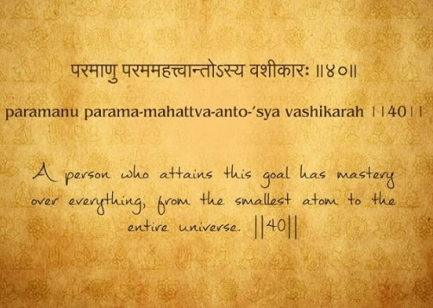 परमाणु परममहत्त्वान्तोऽस्य वशीकारः ॥४०॥
paramanu parama-mahattva-anto-’sya vashikarah ||40||
A person who attains this goal has mastery
over everything, from the smallest atom to the
entire universe. ||40||